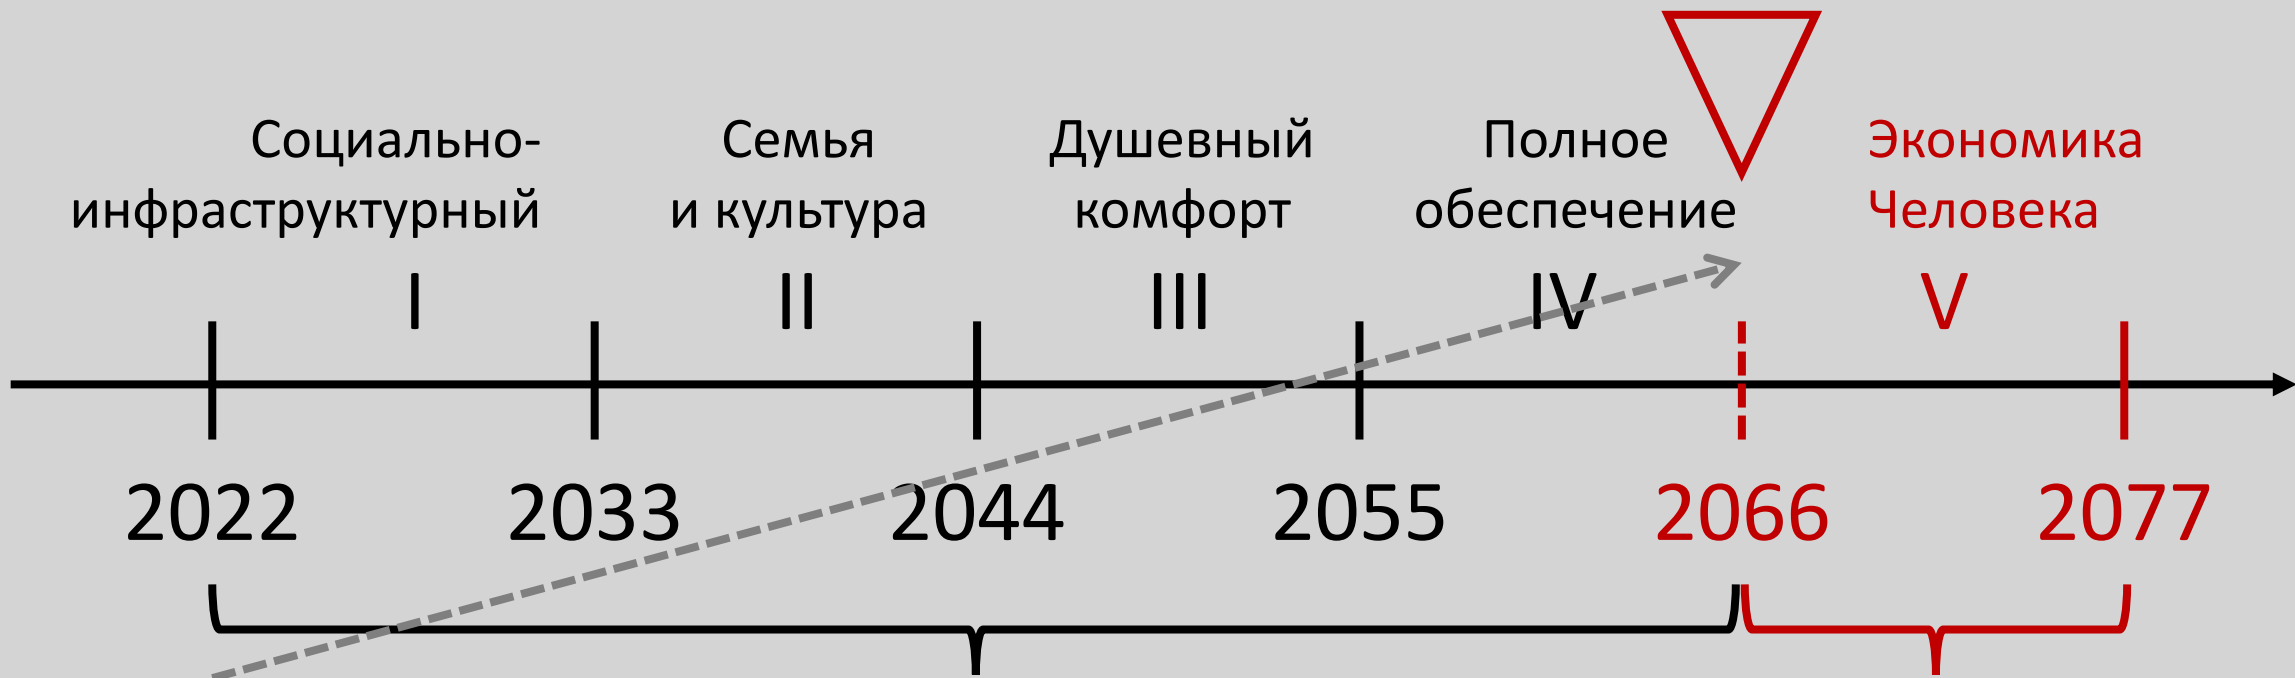 Социально-
инфраструктурный
I
Семья
и культура
II
Душевный
комфорт
III
Полное
обеспечение
IV
Экономика
Человека
V
2022 2033 2044 2055 2066 2077